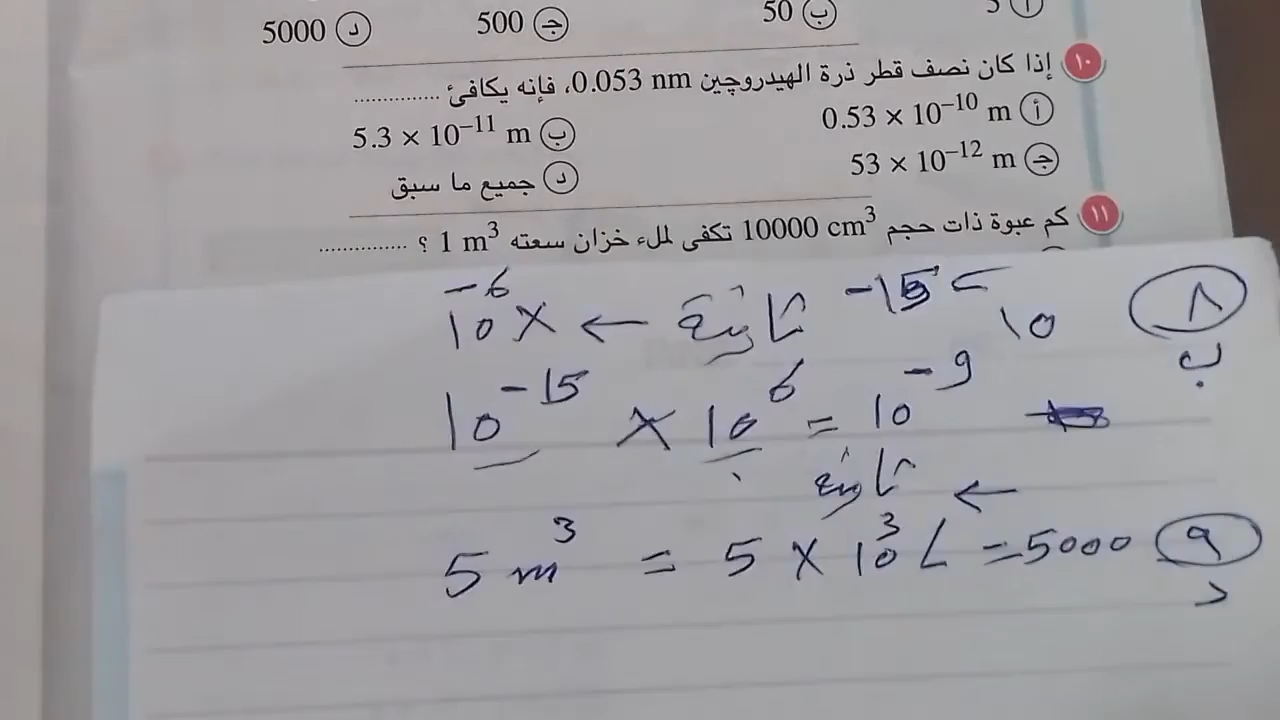 أ 5 ب 50 ج 500 د 5000
١٠ إذا كان نصف قطر ذرة الهيدروچين 0.053 nm، فإنه يكافئ ..............
أ 0.53 × 10⁻¹⁰ m ب 5.3 × 10⁻¹¹ m
ج 53 × 10⁻¹² m د جميع ما سبق
١١ كم عبوة ذات حجم 10000 cm³ تكفى لملء خزان سعته 1 m³ ؟ ..............
٨ ب
10⁻¹⁵ ثانية ← 10⁻⁶ ×
10⁻¹⁵ × 10⁶ = 10⁻⁹
← ثانية
٩ د
5 m³ = 5 × 10³ L = 5000